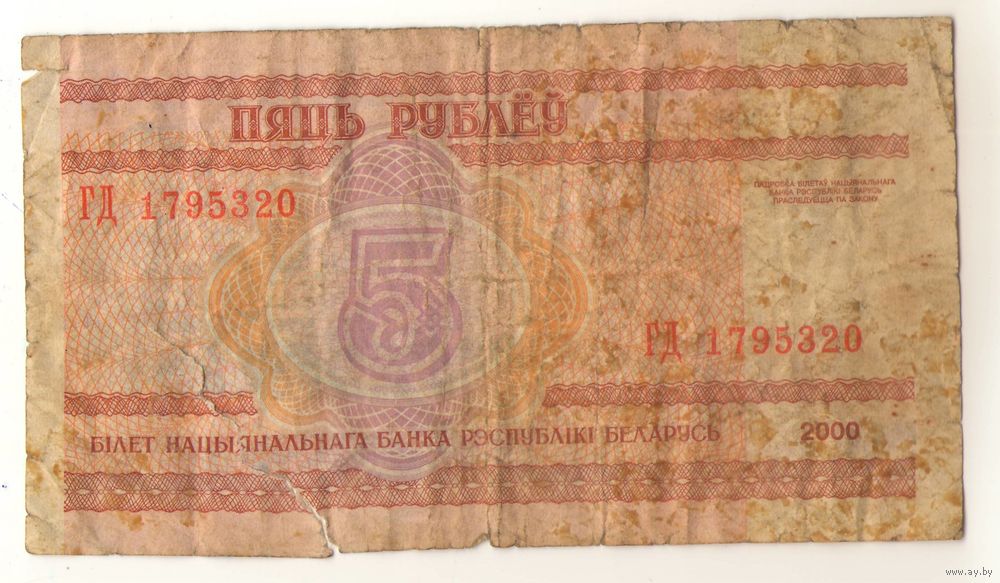 ПЯЦЬ РУБЛЁЎ
ГД 1795320
ПАДРОБКА БІЛЕТАЎ НАЦЫЯНАЛЬНАГА
БАНКА РЭСПУБЛІКІ БЕЛАРУСЬ
ПРАСЛЕДУЕЦЦА ПА ЗАКОНУ
5
ГД 1795320
БІЛЕТ НАЦЫЯНАЛЬНАГА БАНКА РЭСПУБЛІКІ БЕЛАРУСЬ 2000
www.ay.by